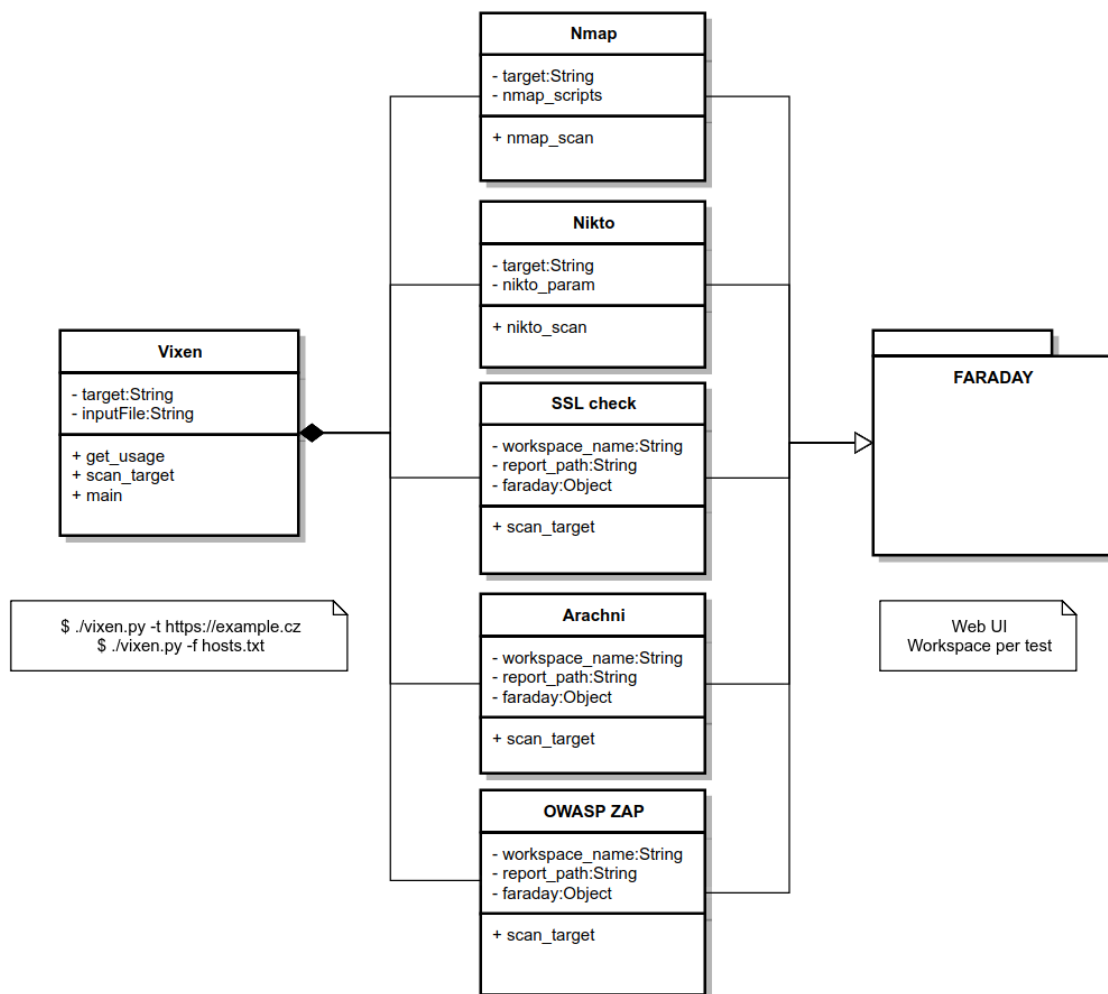 Nmap
- target:String
- nmap_scripts
+ nmap_scan
Nikto
- target:String
- nikto_param
+ nikto_scan
Vixen
- target:String
- inputFile:String
+ get_usage
+ scan_target
+ main
SSL check
- workspace_name:String
- report_path:String
- faraday:Object
+ scan_target
FARADAY
$ ./vixen.py -t https://example.cz
$ ./vixen.py -f hosts.txt
Arachni
- workspace_name:String
- report_path:String
- faraday:Object
+ scan_target
Web UI
Workspace per test
OWASP ZAP
- workspace_name:String
- report_path:String
- faraday:Object
+ scan_target